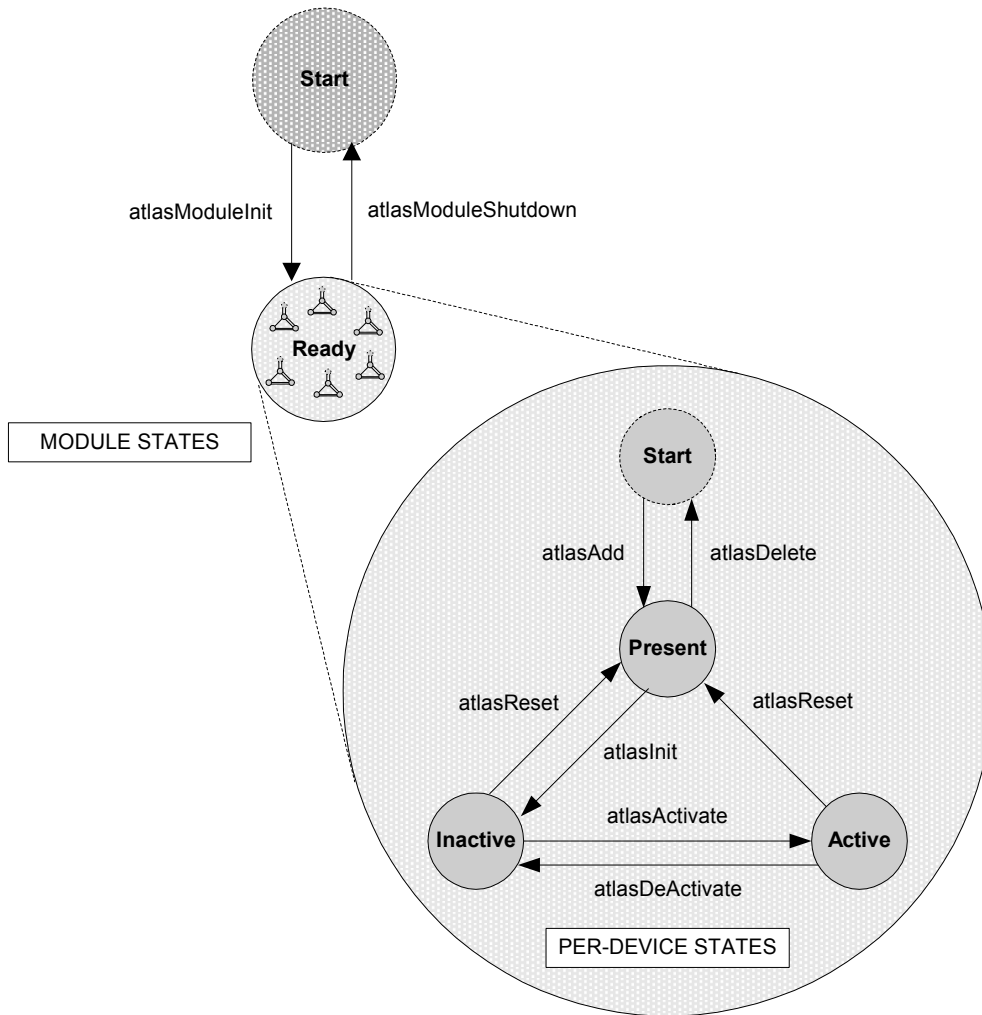 Start
atlasModuleInit
atlasModuleShutdown
Ready
MODULE STATES
Start
atlasAdd
atlasDelete
Present
atlasReset
atlasReset
atlasInit
atlasActivate
Inactive
Active
atlasDeActivate
PER-DEVICE STATES